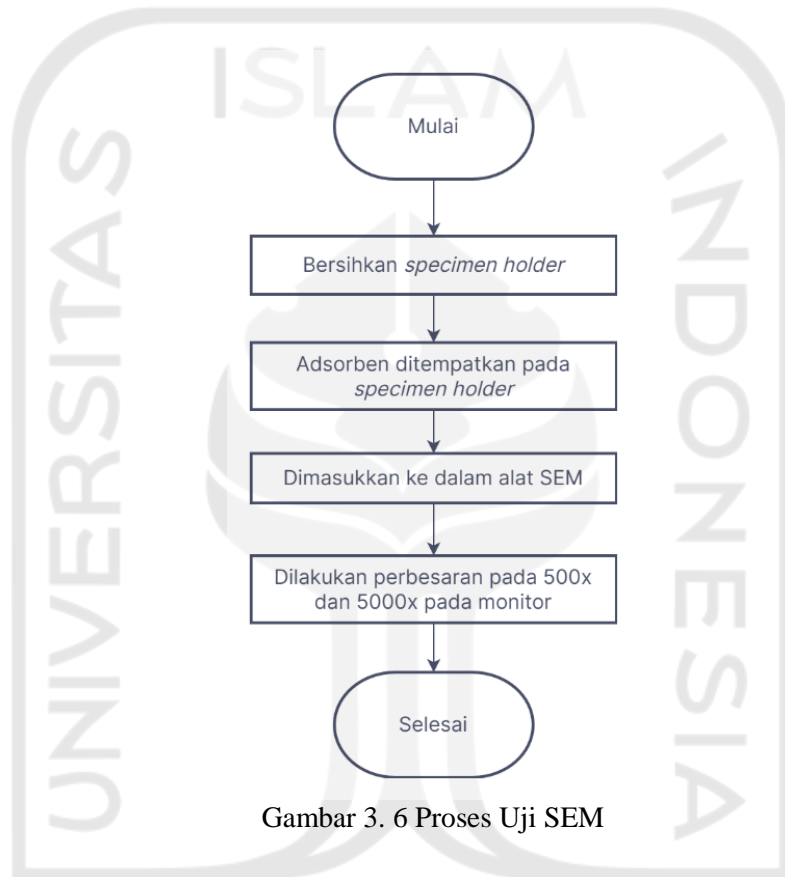 ISLAM
UNIVERSITAS
INDONESIA
Mulai
Bersihkan specimen holder
Adsorben ditempatkan pada
specimen holder
Dimasukkan ke dalam alat SEM
Dilakukan perbesaran pada 500x
dan 5000x pada monitor
Selesai
Gambar 3. 6 Proses Uji SEM